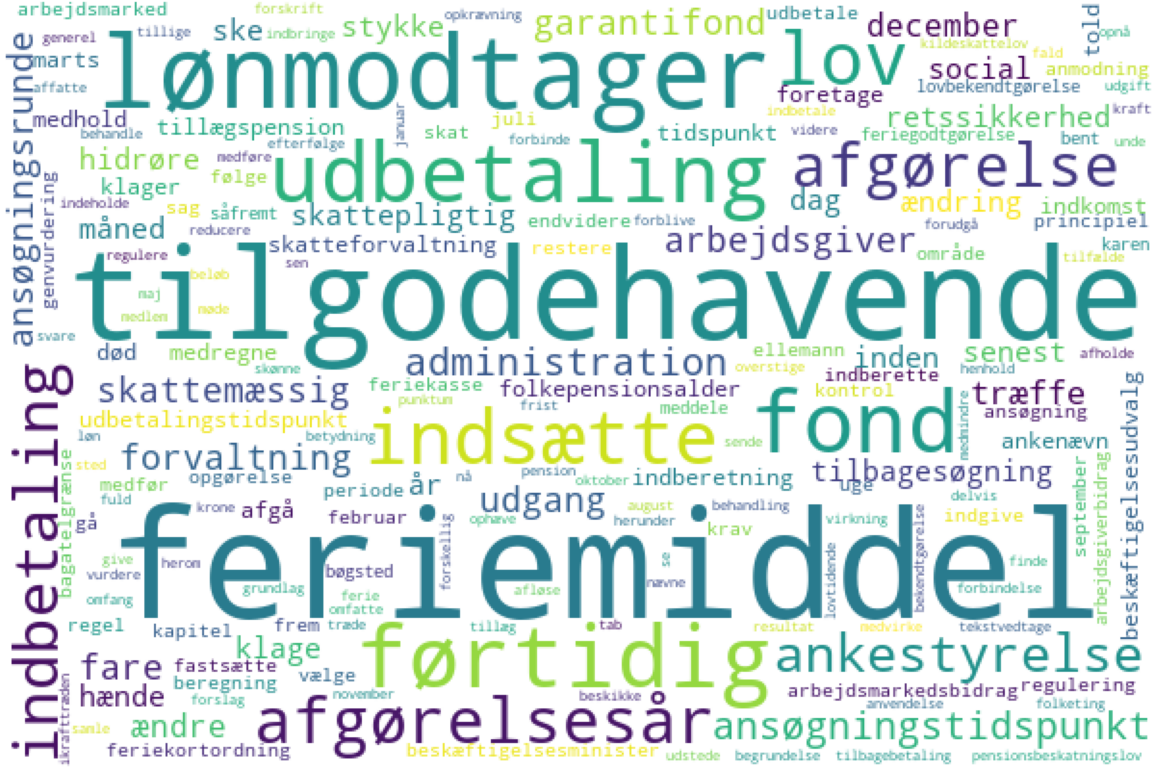 arbejdsmarked
forskrift
opkrævning
udbetale
told
opnå
generel
tillige
ske
indbringe
stykke
garantifond
december
kildeskattelov
fald
marts
lønmodtager
lov
social
anmodning
affatte
foretage
lovbekendtgørelse
udgift
ansøgningsrunde
medhold
tillægspension
januar
skat
juli
indbetale
retssikkerhed
kraft
behandle
efterfølge
forbinde
tidspunkt
videre
feriegodtgørelse
bent
unde
hidrøre
medføre
udbetaling
afgørelse
klager
følge
genvurdering
indeholde
sag
såfremt
skattepligtig
endvidere
forblive
dag
ændring
indkomst
måned
reducere
forudgå
principiel
skatteforvaltning
restere
arbejdsgiver
område
karen
regulere
sen
tilfælde
tilgodehavende
beløb
maj
medlem
møde
svare
død
medregne
skønne
administration
ellemann
inden
senest
afholde
overstige
indberette
henhold
indbetaling
skattemæssig
feriekasse
folkepensionsalder
kontrol
træffe
punktum
frist
meddele
ansøgning
udbetalingstidspunkt
indsætte
fond
medmindre
løn
betydning
sende
ankenævn
beskæftigelsesudvalg
sted
forvaltning
bagatelgrænse
medfør
opgørelse
nå
pension
oktober
indberetning
tilbagesøgning
periode
år
uge
september
fuld
krone
afgå
udgang
behandling
delvis
gå
februar
ophæve
august
herunder
krav
virkning
indgive
arbejdsgiverbidrag
feriemiddel
give
herom
forskellig
se
lovtidende
bekendtgørelse
finde
vurdere
bøgsted
nævne
omfang
grundlag
ferie
afløse
forbindelse
omfatte
regel
kapitel
frem
træde
tillæg
tab
resultat
medvirke
tekstvedtage
klage
førtidig
ankestyrelse
fare
fastsætte
ikrafttræden
hænde
beregning
vælge
arbejdsmarkedsbidrag
regulering
forslag
november
beskikke
anvendelse
folketing
samle
ændre
afgørelsesår
ansøgningstidspunkt
feriekortordning
beskæftigelsesminister
udstede
begrundelse
tilbagebetaling
pensionsbeskatningslov